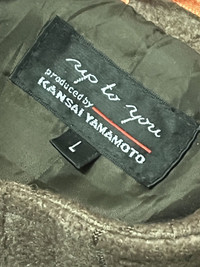 up to you
produced by
KANSAI YAMAMOTO
L